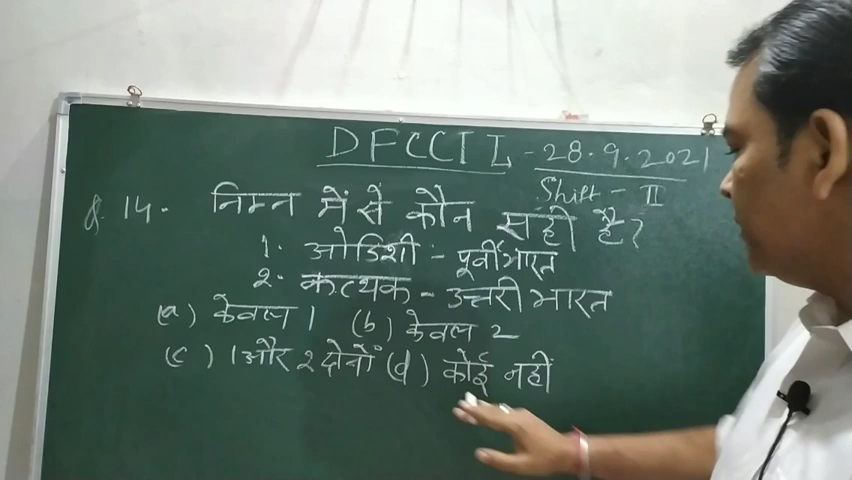 DFCCIL - 28.9.2021
Shift - II
Q. 14. निम्न में से कौन सही है?
1. ओडिशी - पूर्वी भारत
2. कत्थक - उत्तरी भारत
(a) केवल 1 (b) केवल 2
(c) 1 और 2 दोनों (d) कोई नहीं